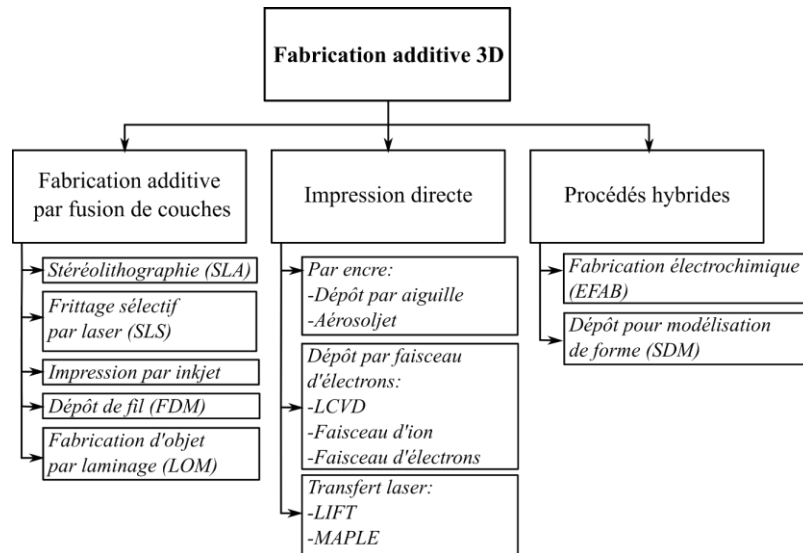 Fabrication additive 3D
Fabrication additive
par fusion de couches
Stéréolithographie (SLA)
Frittage sélectif
par laser (SLS)
Impression par inkjet
Dépôt de fil (FDM)
Fabrication d'objet
par laminage (LOM)
Impression directe
Par encre:
-Dépôt par aiguille
-Aérosoljet
Dépôt par faisceau
d'électrons:
-LCVD
-Faisceau d'ion
-Faisceau d'électrons
Transfert laser:
-LIFT
-MAPLE
Procédés hybrides
Fabrication électrochimique
(EFAB)
Dépôt pour modélisation
de forme (SDM)